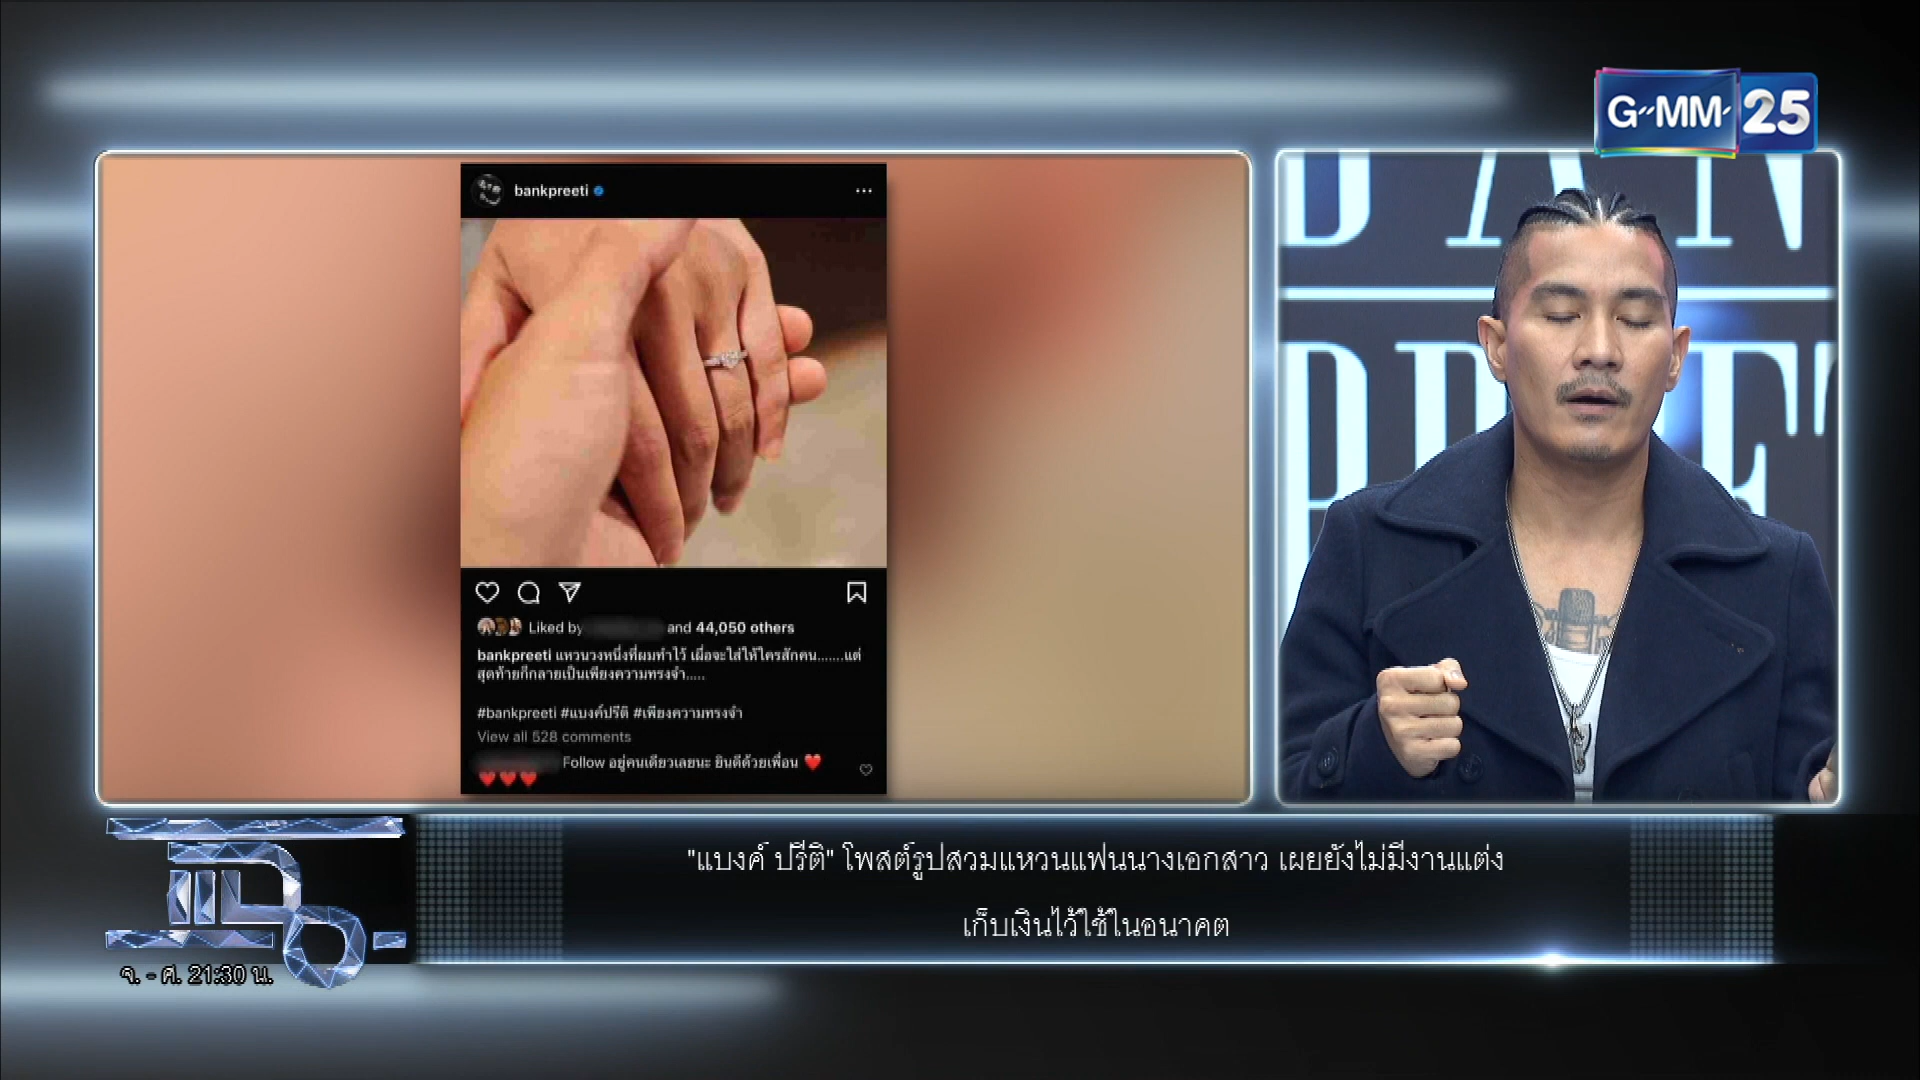 G"MM' 25
bankpreeti
Liked by and 44,050 others
bankpreeti แหวนวงหนึ่งที่ผมทำไว้ เผื่อจะใส่ให้ใครสักคน.......แต่
สุดท้ายก็กลายเป็นเพียงความทรงจำ.....
#bankpreeti #แบงค์ปรีติ #เพียงความทรงจำ
View all 528 comments
Follow อยู่คนเดียวเลยนะ ยินดีด้วยเพื่อน ❤️
❤️❤️❤️
BAN
PREET
แฉ
จ. - ศ. 21:30 น.
"แบงค์ ปรีติ" โพสต์รูปสวมแหวนแฟนนางเอกสาว เผยยังไม่มีงานแต่ง
เก็บเงินไว้ใช้ในอนาคต